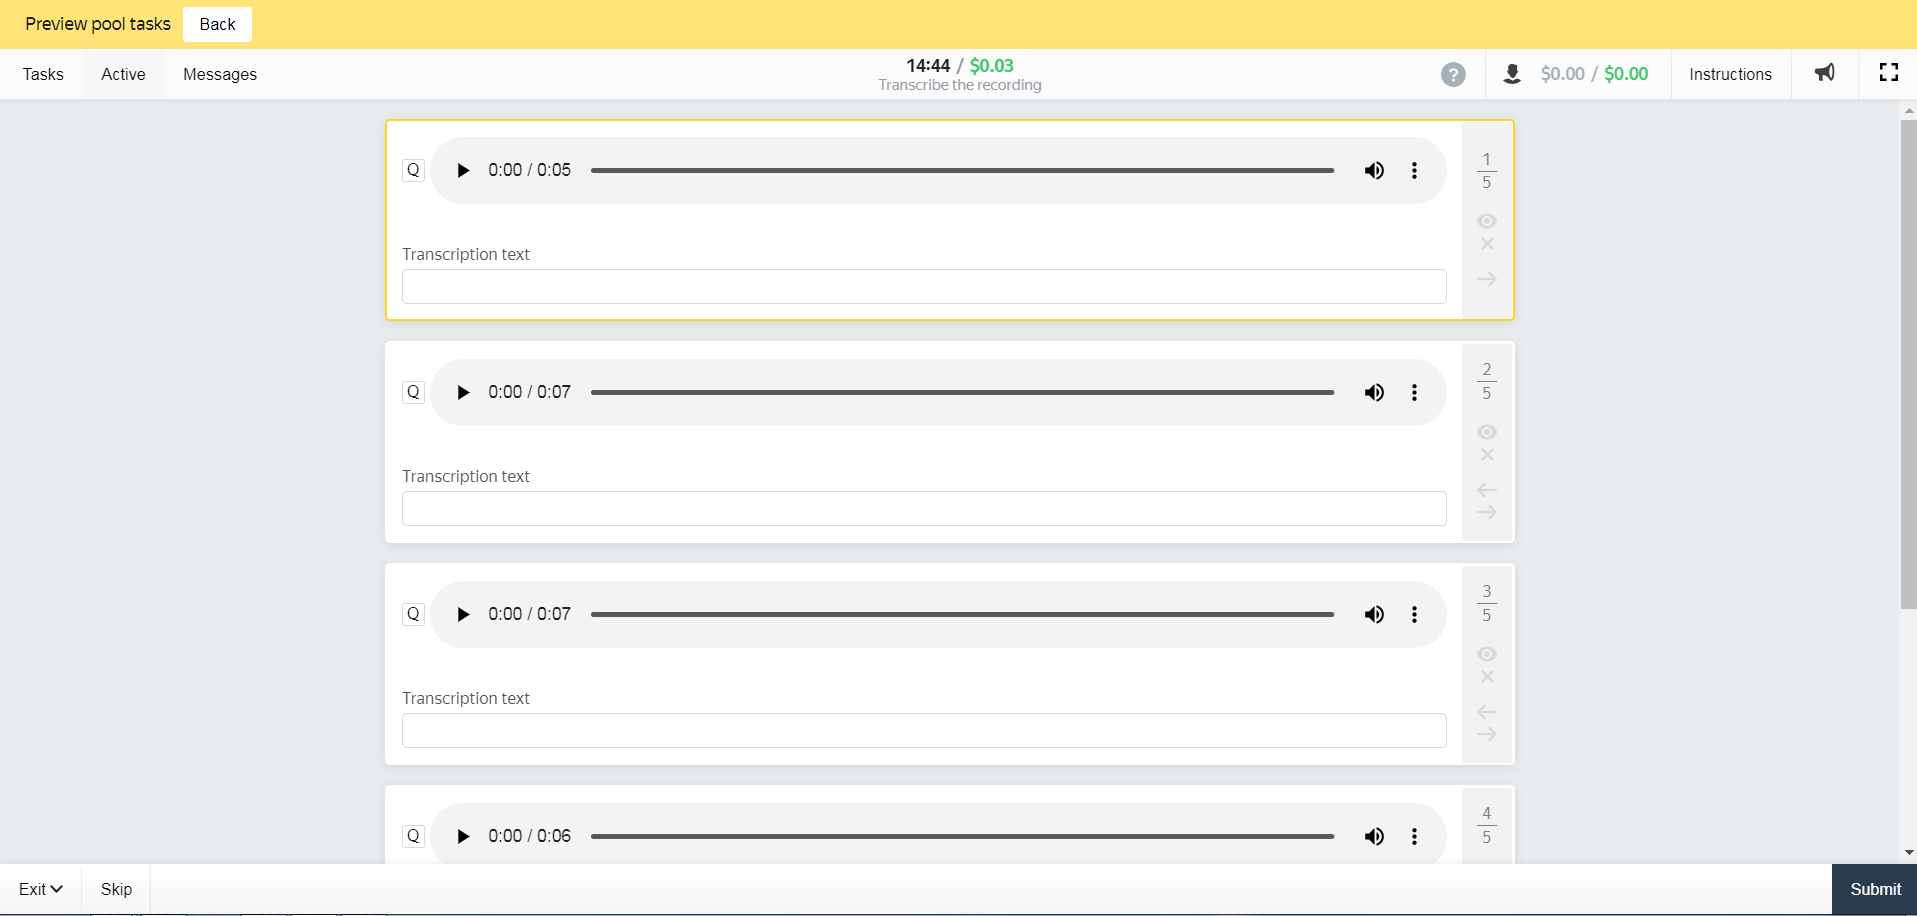 Preview pool tasks Back
Tasks Active Messages 14:44 / $0.03 ? $0.00 / $0.00 Instructions
Transcribe the recording
Q 0:00 / 0:05 1
5
Transcription text
Q 0:00 / 0:07 2
5
Transcription text
Q 0:00 / 0:07 3
5
Transcription text
Q 0:00 / 0:06 4
5
Exit Skip Submit